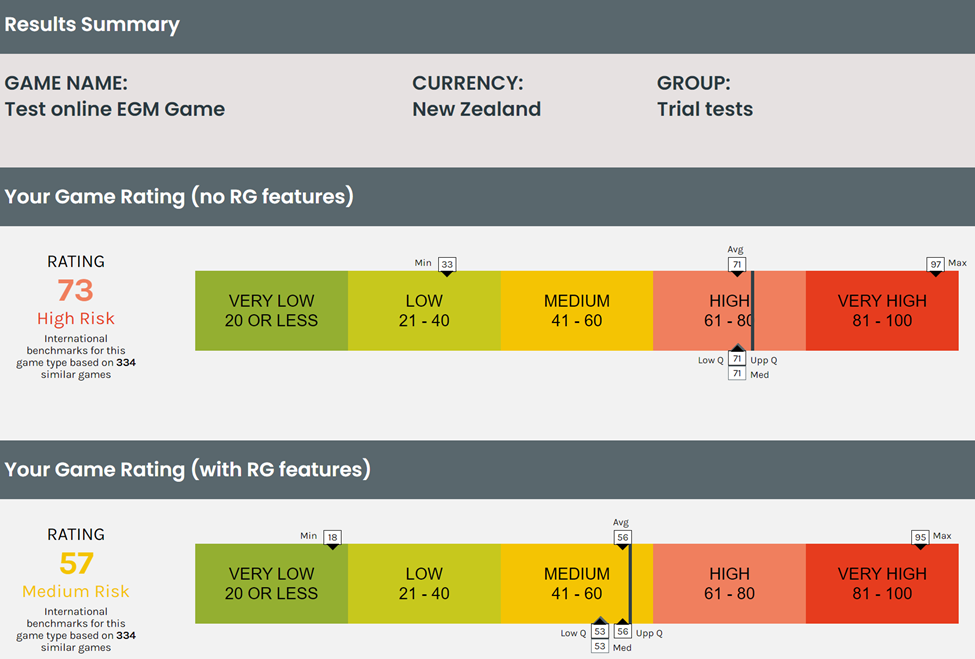 Results Summary
GAME NAME:
Test online EGM Game
CURRENCY:
New Zealand
GROUP:
Trial tests
Your Game Rating (no RG features)
RATING
73
High Risk
International
benchmarks for this
game type based on 334
similar games
Avg
Min 33
71
97 Max
VERY LOW
20 OR LESS
LOW
21 - 40
MEDIUM
41 - 60
HIGH
61 - 80
VERY HIGH
81 - 100
Low Q 71 Upp Q
71 Med
Your Game Rating (with RG features)
RATING
57
Medium Risk
International
benchmarks for this
game type based on 334
similar games
Avg
Min 18
56
95 Max
VERY LOW
20 OR LESS
LOW
21 - 40
MEDIUM
41 - 60
HIGH
61 - 80
VERY HIGH
81 - 100
Low Q 53 56 Upp Q
53 Med